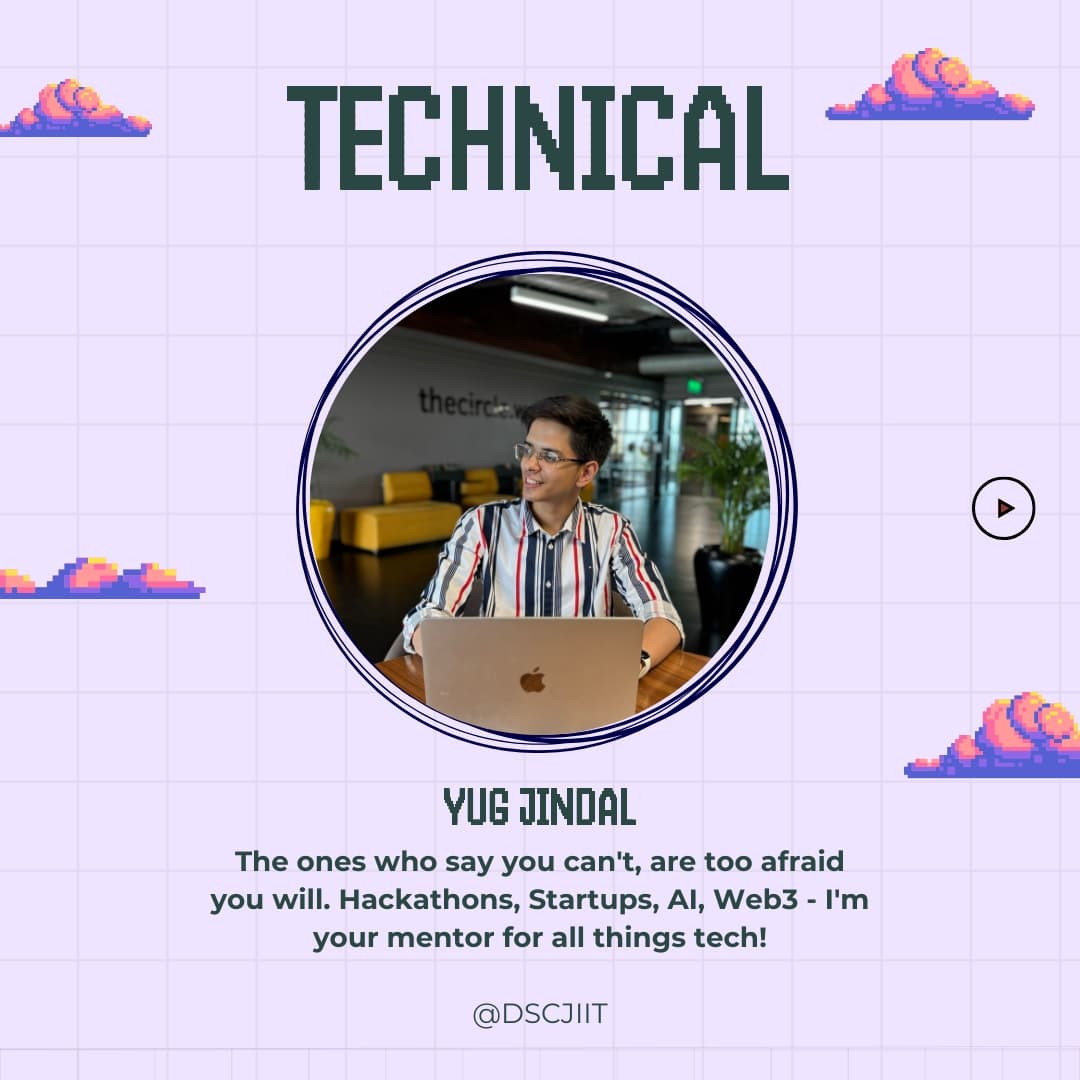 TECHNICAL
thecircle.w
YUG JINDAL
The ones who say you can't, are too afraid
you will. Hackathons, Startups, AI, Web3 - I'm
your mentor for all things tech!
@DSCJIIT